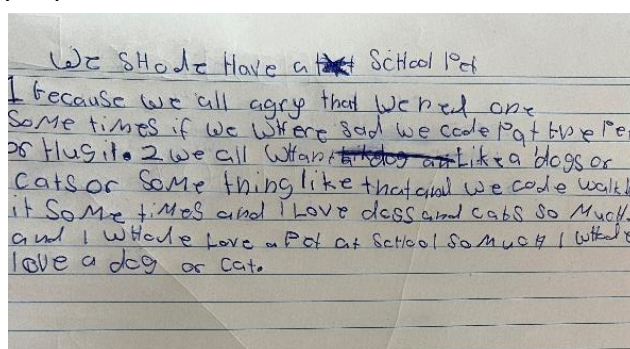 We SHode Have a School Pet
1 because we all agry that we ned one
Some times if we where sad we code Pat the Pet
or Hug it. 2 we all whant Like a dogs or
cats or Some thing like that and we code walk
it Some times and I Love dogs and cats so Much.
and I whode Love a Pet at School So Much I whode
love a dog or cat.